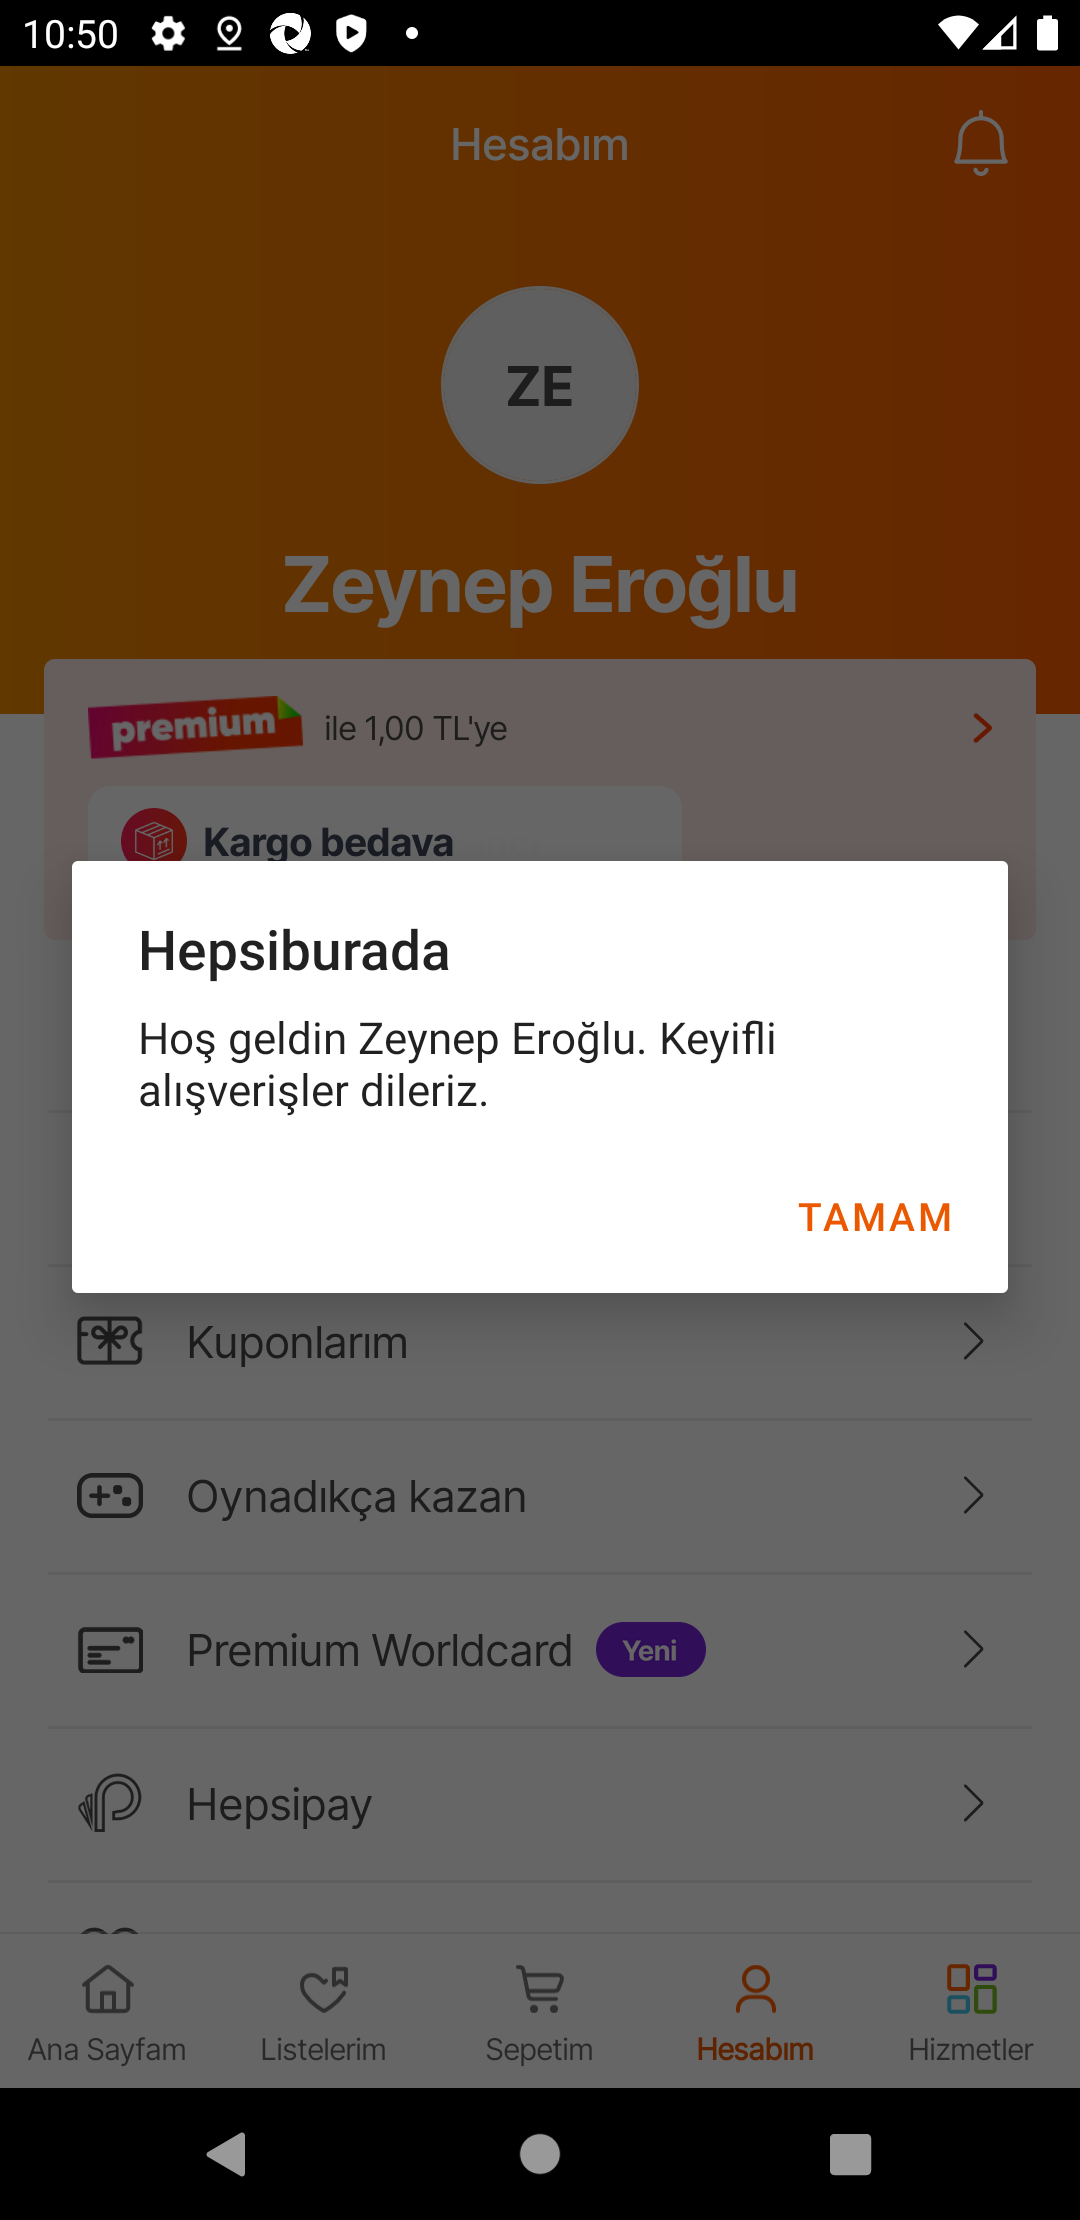 10:50
Hesabım
ZE
Zeynep Eroğlu
premium ile 1,00 TL'ye
Kargo bedava
Hepsiburada
Hoş geldin Zeynep Eroğlu. Keyifli
alışverişler dileriz.
TAMAM
Kuponlarım
Oynadıkça kazan
Premium Worldcard Yeni
Hepsipay
Ana Sayfam Listelerim Sepetim Hesabım Hizmetler